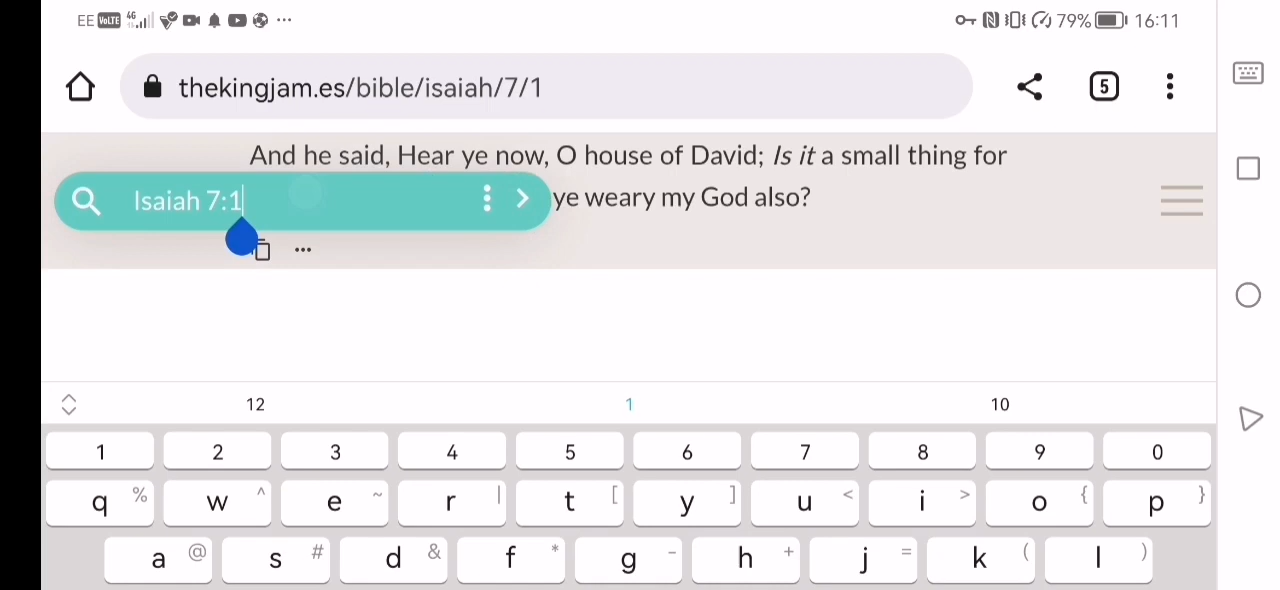 EE VoLTE 4G 79% 16:11
thekingjam.es/bible/isaiah/7/1 5
And he said, Hear ye now, O house of David; Is it a small thing for
Isaiah 7:1 ye weary my God also?
12 1 10
1 2 3 4 5 6 7 8 9 0
q % w ^ e ~ r | t [ y ] u < i > o { p }
a @ s # d & f * g - h + j = k ( l )